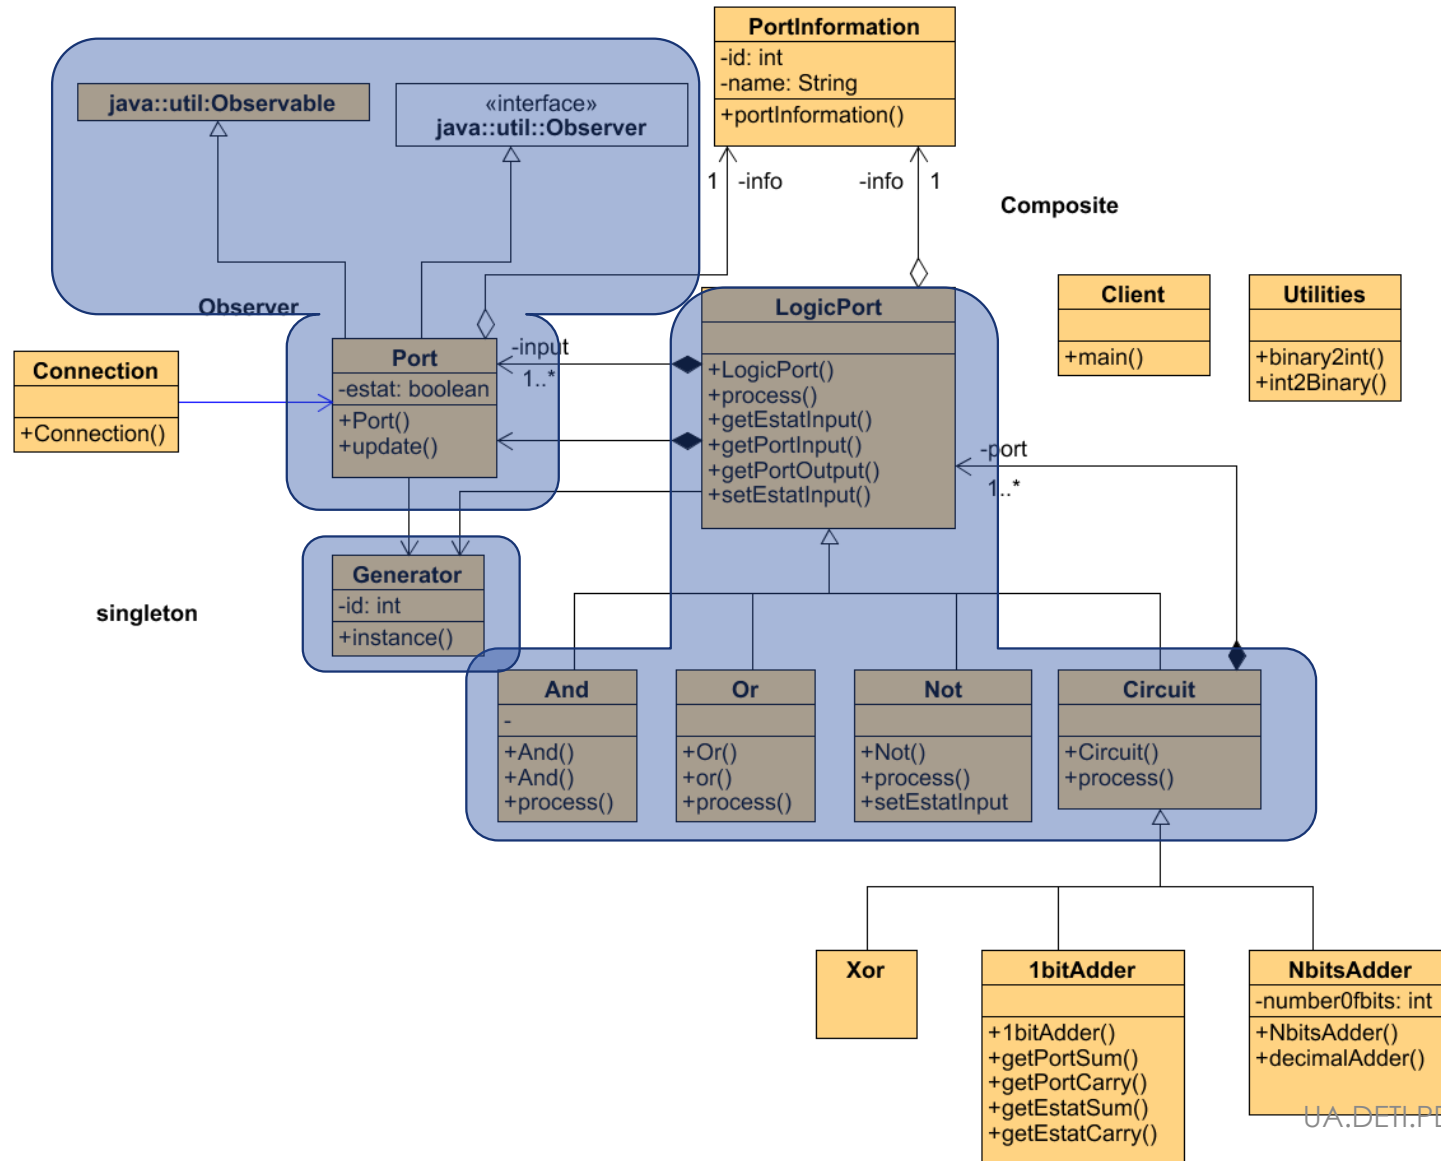 PortInformation
-id: int
-name: String
+portInformation()
java::util:Observable
«interface»
java::util::Observer
1 -info
-info 1
Composite
Observer
LogicPort
+LogicPort()
+process()
+getEstatInput()
+getPortInput()
+getPortOutput()
+setEstatInput()
Client
+main()
Utilities
+binary2int()
+int2Binary()
Connection
+Connection()
Port
-estat: boolean
+Port()
+update()
-input
1..*
-port
1..*
singleton
Generator
-id: int
+instance()
And
-
+And()
+And()
+process()
Or
+Or()
+or()
+process()
Not
+Not()
+process()
+setEstatInput
Circuit
+Circuit()
+process()
Xor
1bitAdder
+1bitAdder()
+getPortSum()
+getPortCarry()
+getEstatSum()
+getEstatCarry()
NbitsAdder
-number0fbits: int
+NbitsAdder()
+decimalAdder()